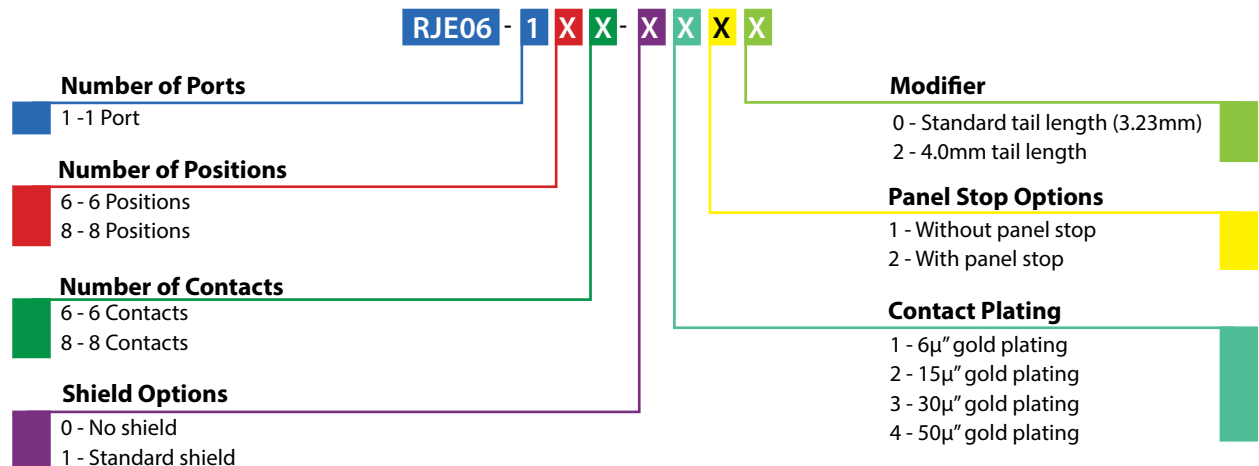 RJE06 - 1 X X - X X X X
Number of Ports
1 -1 Port
Number of Positions
6 - 6 Positions
8 - 8 Positions
Number of Contacts
6 - 6 Contacts
8 - 8 Contacts
Shield Options
0 - No shield
1 - Standard shield
Modifier
0 - Standard tail length (3.23mm)
2 - 4.0mm tail length
Panel Stop Options
1 - Without panel stop
2 - With panel stop
Contact Plating
1 - 6µ” gold plating
2 - 15µ” gold plating
3 - 30µ” gold plating
4 - 50µ” gold plating